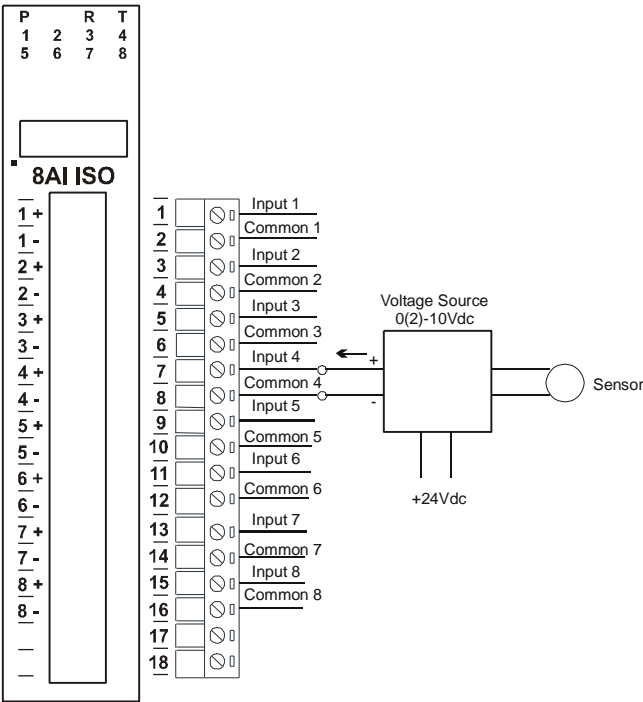 P R T
1 2 3 4
5 6 7 8
8AI ISO
1 +
1 -
2 +
2 -
3 +
3 -
4 +
4 -
5 +
5 -
6 +
6 -
7 +
7 -
8 +
8 -
1 Input 1
2 Common 1
3 Input 2
4 Common 2
5 Input 3
6 Common 3
7 Input 4
8 Common 4
9 Input 5
10 Common 5
11 Input 6
12 Common 6
13 Input 7
14 Common 7
15 Input 8
16 Common 8
17
18
Voltage Source
0(2)-10Vdc
+
-
Sensor
+24Vdc